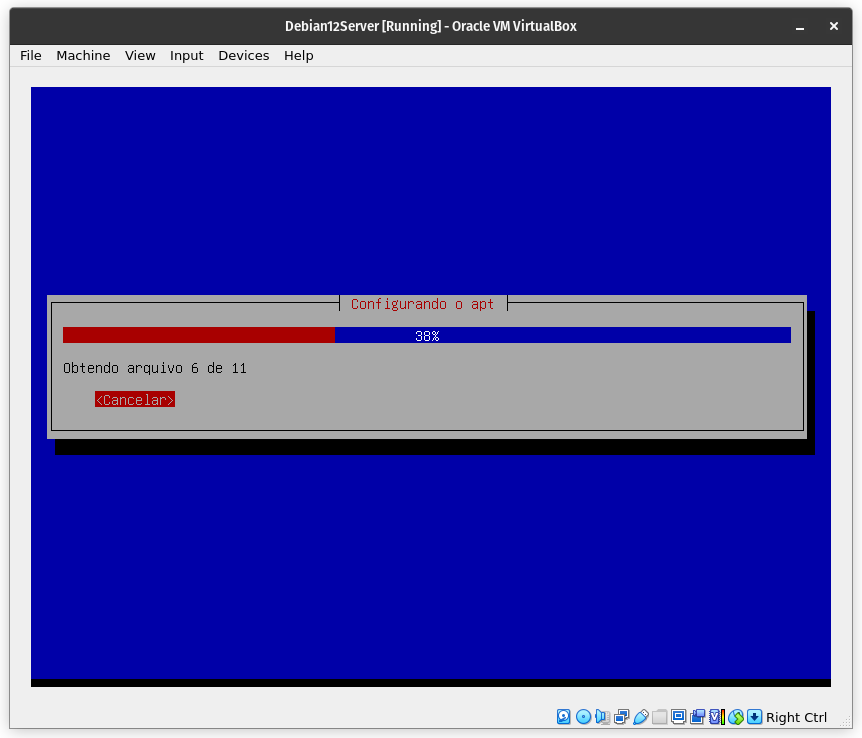 Debian12Server [Running] - Oracle VM VirtualBox
File Machine View Input Devices Help
Configurando o apt
38%
Obtendo arquivo 6 de 11
<Cancelar>
Right Ctrl